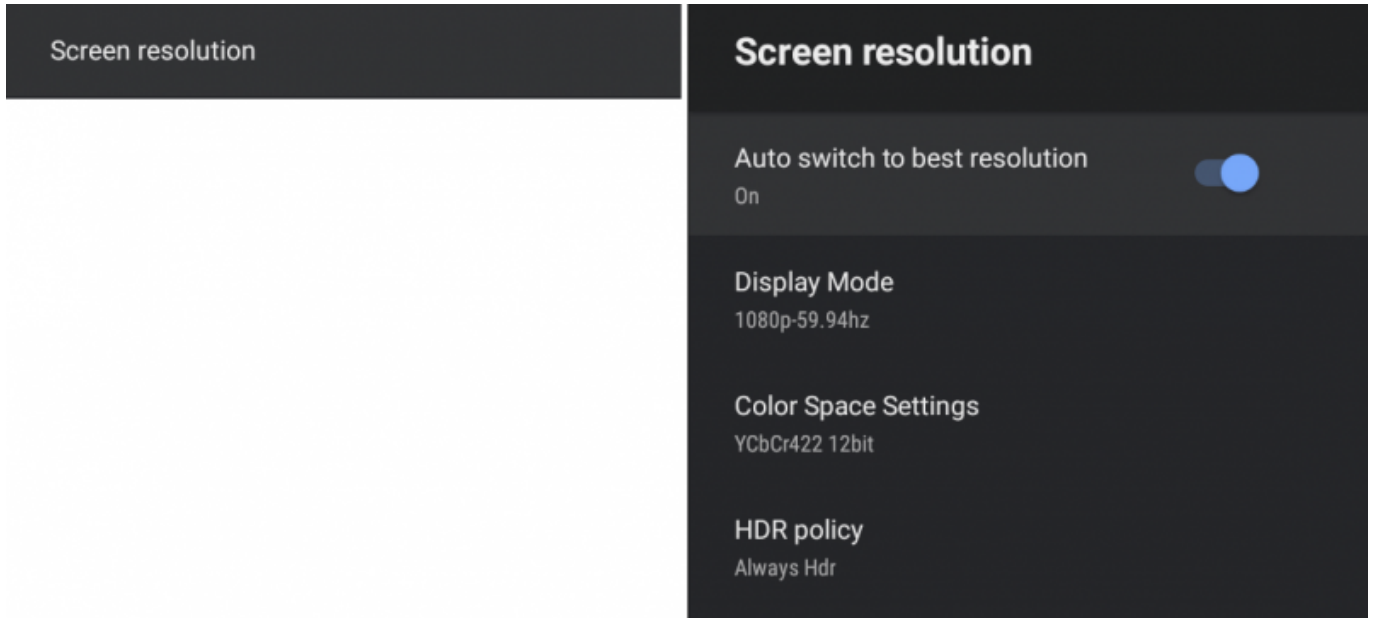 Screen resolution
Screen resolution
Auto switch to best resolution
On
Display Mode
1080p-59.94hz
Color Space Settings
YCbCr422 12bit
HDR policy
Always Hdr